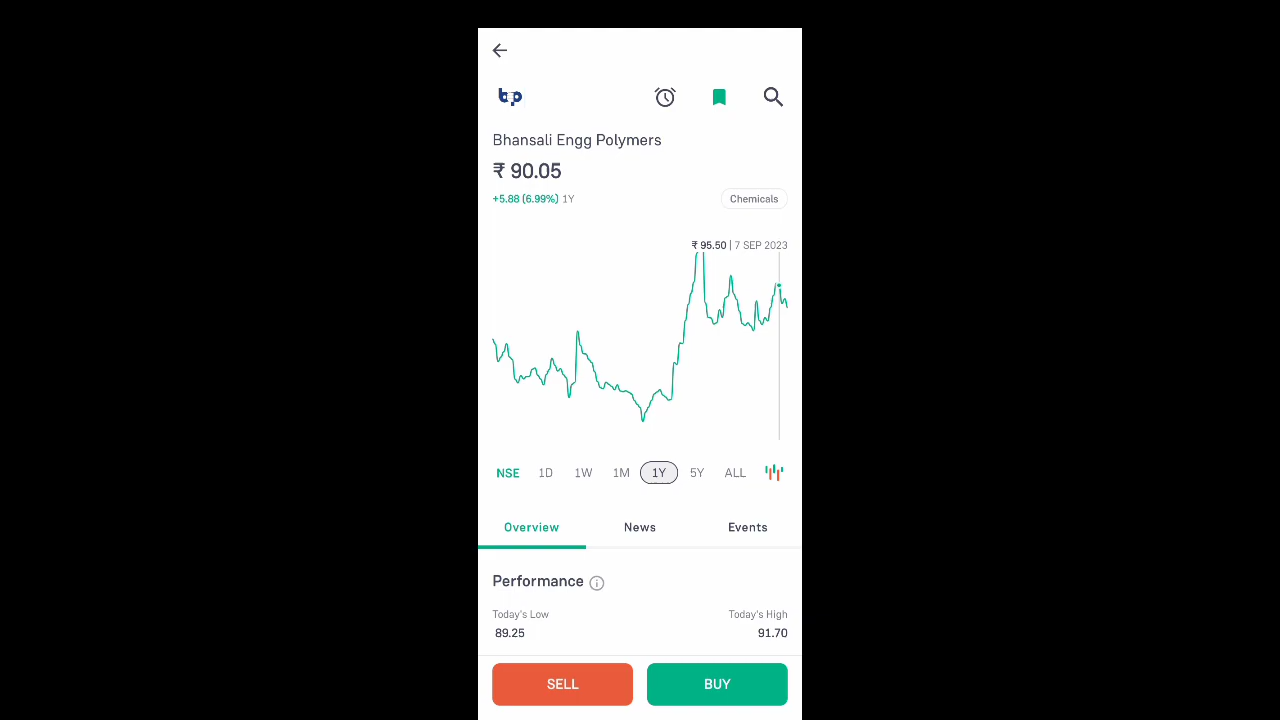 bp
Bhansali Engg Polymers
₹ 90.05
+5.88 (6.99%) 1Y
Chemicals
₹ 95.50 | 7 SEP 2023
NSE 1D 1W 1M 1Y 5Y ALL
Overview News Events
Performance
Today's Low Today's High
89.25 91.70
SELL BUY